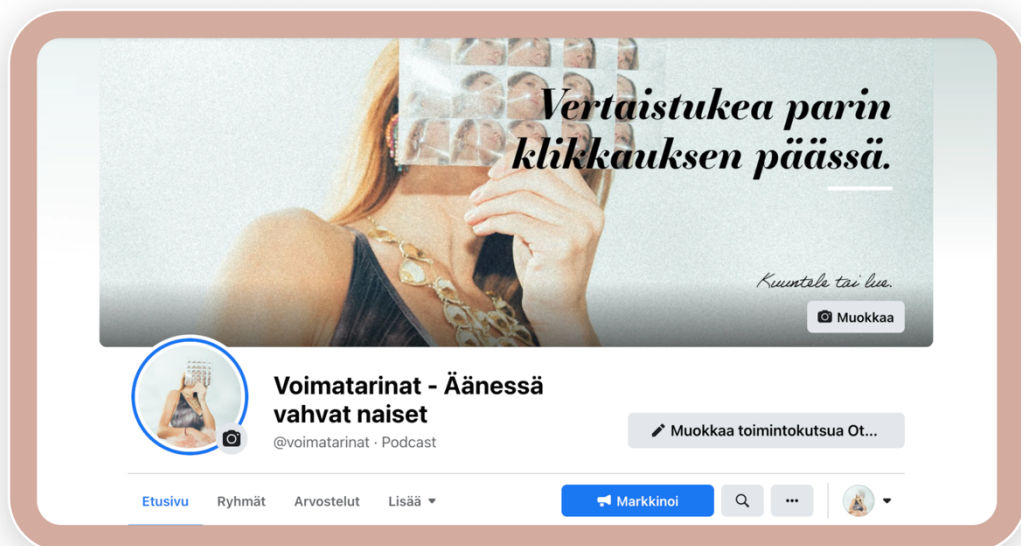 Vertaistukea parin
klikkauksen päässä.
Kuuntele tai lue.
Muokkaa
Voimatarinat - Äänessä
vahvat naiset
@voimatarinat · Podcast
Muokkaa toimintokutsua Ot...
Etusivu Ryhmät Arvostelut Lisää Markkinoi